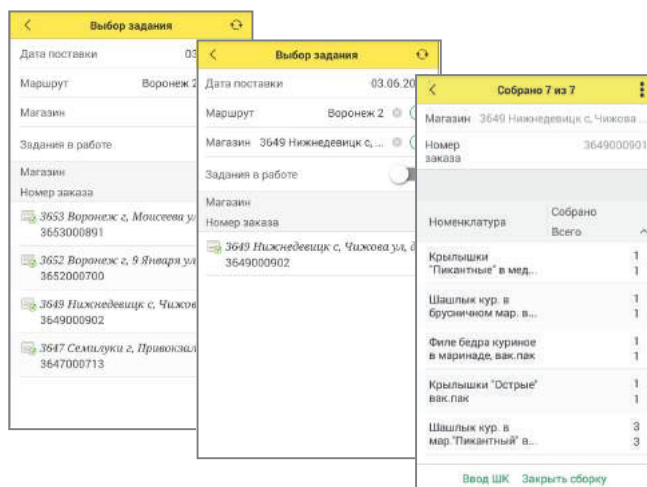 Выбор задания
Дата поставки 03
Маршрут Воронеж 2
Магазин
Задания в работе
Магазин
Номер заказа
3653 Воронеж г, Моисеева ул
3653000891
3652 Воронеж г, 9 Января ул
3652000700
3649 Нижнедевицк с, Чижов
3649000902
3647 Семилуки г, Привокзал
3647000713
Выбор задания
Дата поставки 03.06.20
Маршрут Воронеж 2
Магазин 3649 Нижнедевицк с, ...
Задания в работе
Магазин
Номер заказа
3649 Нижнедевицк с, Чижова ул, д
3649000902
Собрано 7 из 7
Магазин 3649 Нижнедевицк с, Чижова ...
Номер
заказа 3649000901
Номенклатура Собрано
Всего
Крылышки 1
"Пикантные" в мед... 1
Шашлык кур. в 1
брусничном мар. в... 1
Филе бедра куриное 1
в маринаде, вак.пак 1
Крылышки "Острые" 1
вак.пак 1
Шашлык кур. в 3
мар."Пикантный" в... 3
Ввод ШК Закрыть сборку